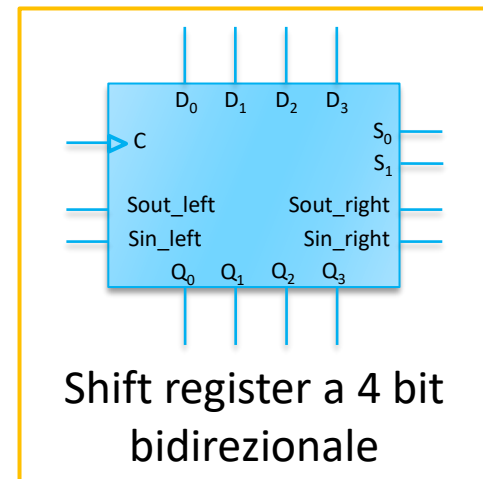 D₀ D₁ D₂ D₃
C
S₀
S₁
Sout_left Sout_right
Sin_left Sin_right
Q₀ Q₁ Q₂ Q₃
Shift register a 4 bit
bidirezionale